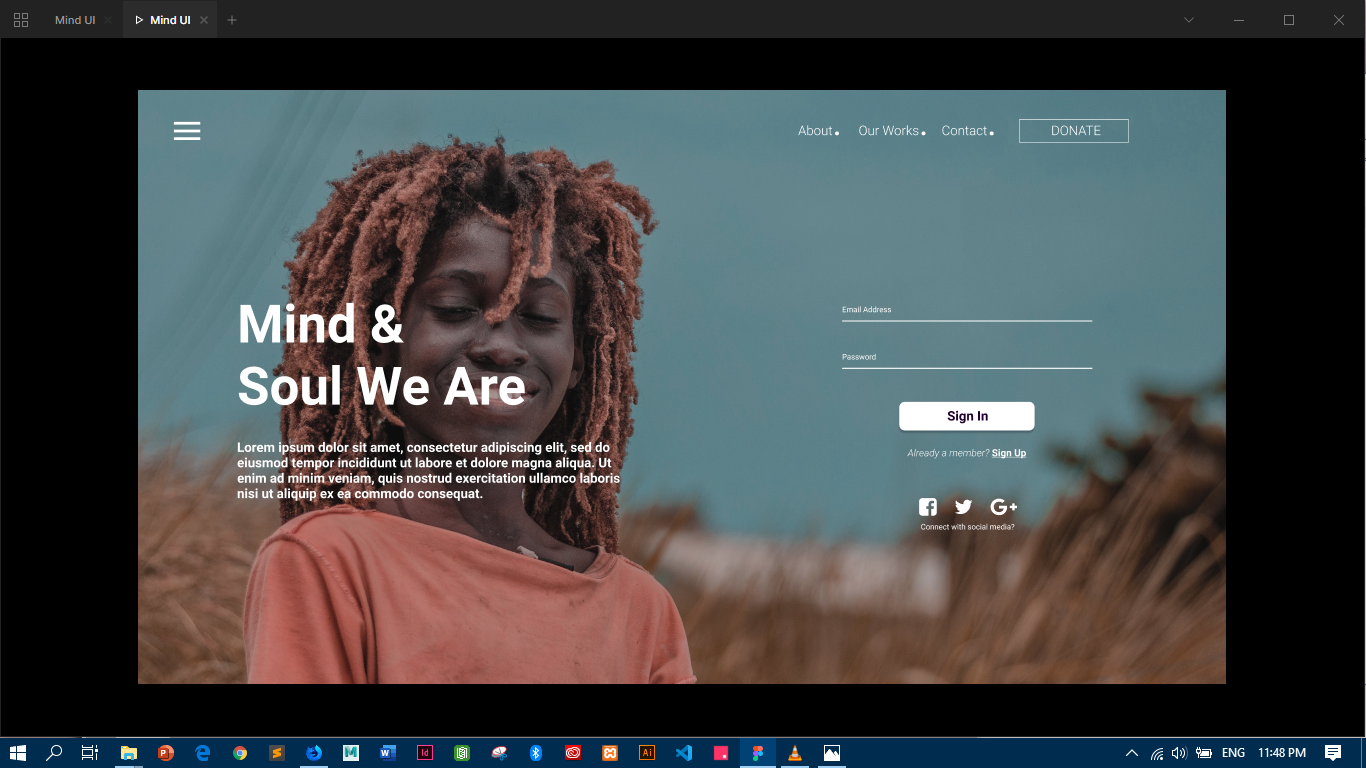 Mind UI
Mind UI
About
Our Works
Contact
DONATE
Mind &
Soul We Are
Lorem ipsum dolor sit amet, consectetur adipiscing elit, sed do
eiusmod tempor incididunt ut labore et dolore magna aliqua. Ut
enim ad minim veniam, quis nostrud exercitation ullamco laboris
nisi ut aliquip ex ea commodo consequat.
Email Address
Password
Sign In
Already a member? Sign Up
G+
Connect with social media?
ENG
11:48 PM